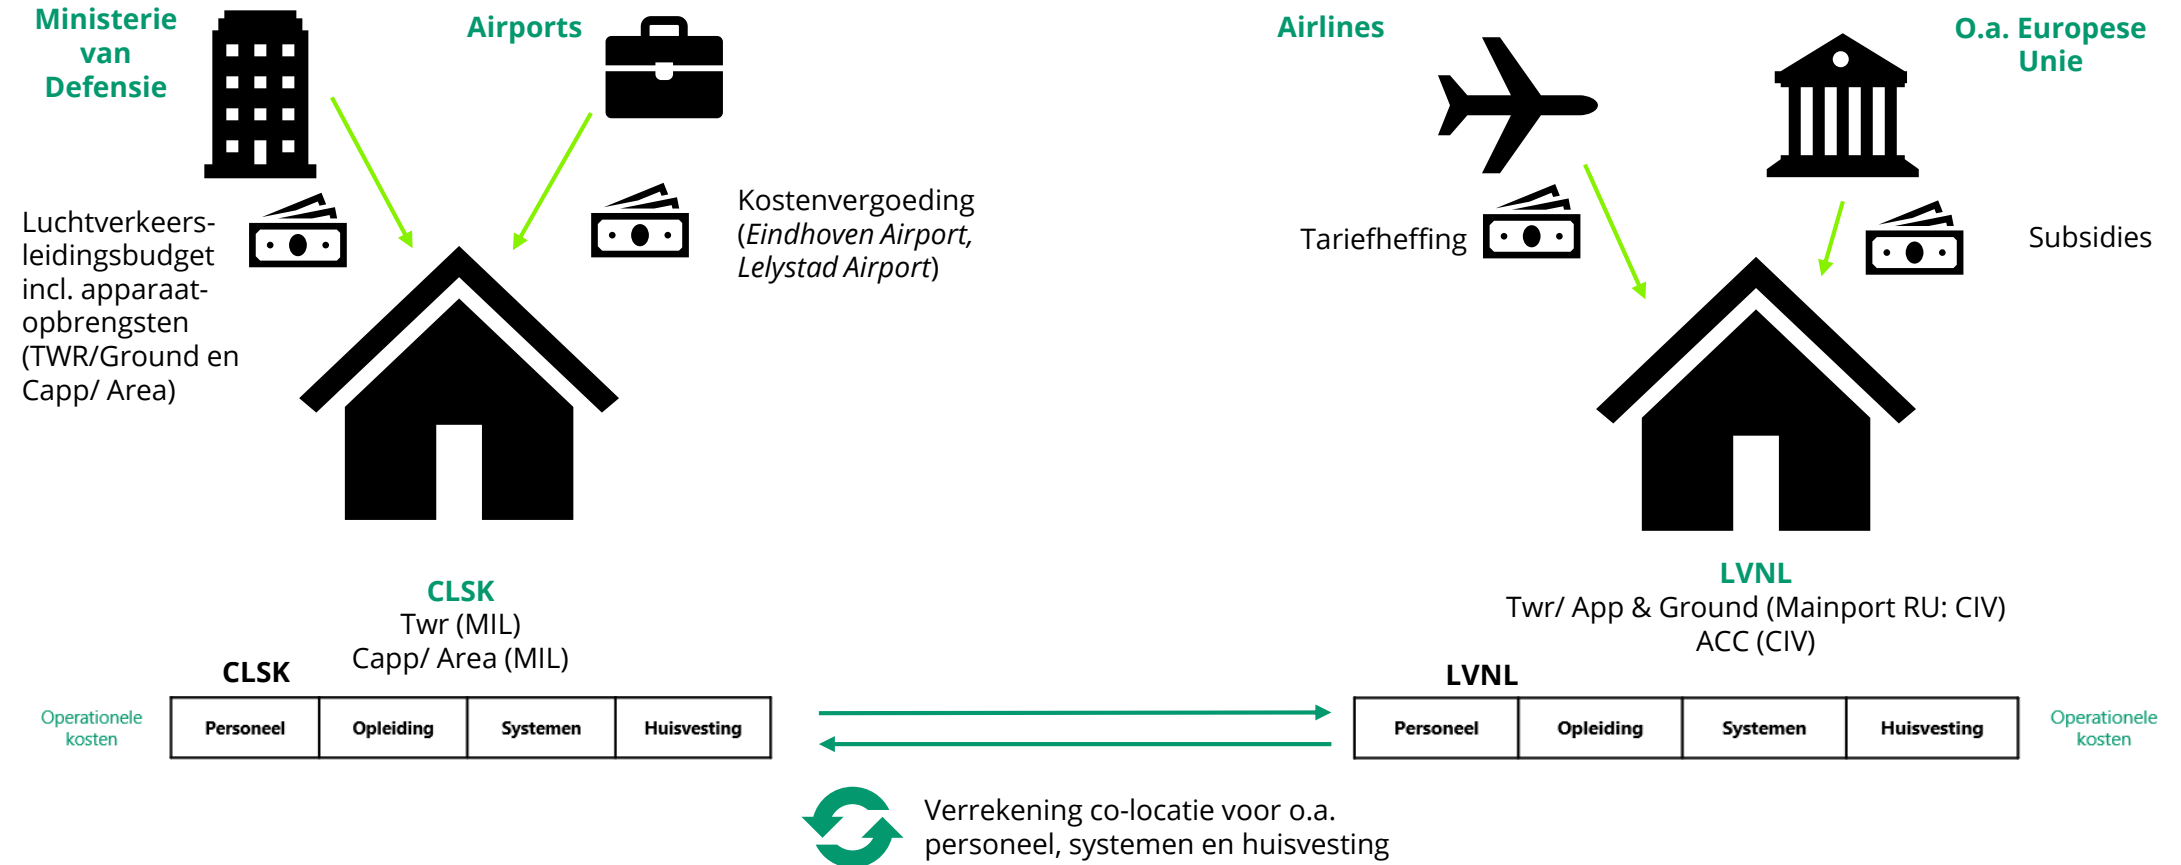 Ministerie
van
Defensie
Airports
Airlines
O.a. Europese
Unie
Luchtverkeers-
leidingsbudget
incl. apparaat-
opbrengsten
(TWR/Ground en
Capp/ Area)
Kostenvergoeding
(Eindhoven Airport,
Lelystad Airport)
Tariefheffing
Subsidies
CLSK
Twr (MIL)
Capp/ Area (MIL)
LVNL
Twr/ App & Ground (Mainport RU: CIV)
ACC (CIV)
CLSK
Operationele
kosten
Personeel
Opleiding
Systemen
Huisvesting
LVNL
Personeel
Opleiding
Systemen
Huisvesting
Operationele
kosten
Verrekening co-locatie voor o.a.
personeel, systemen en huisvesting